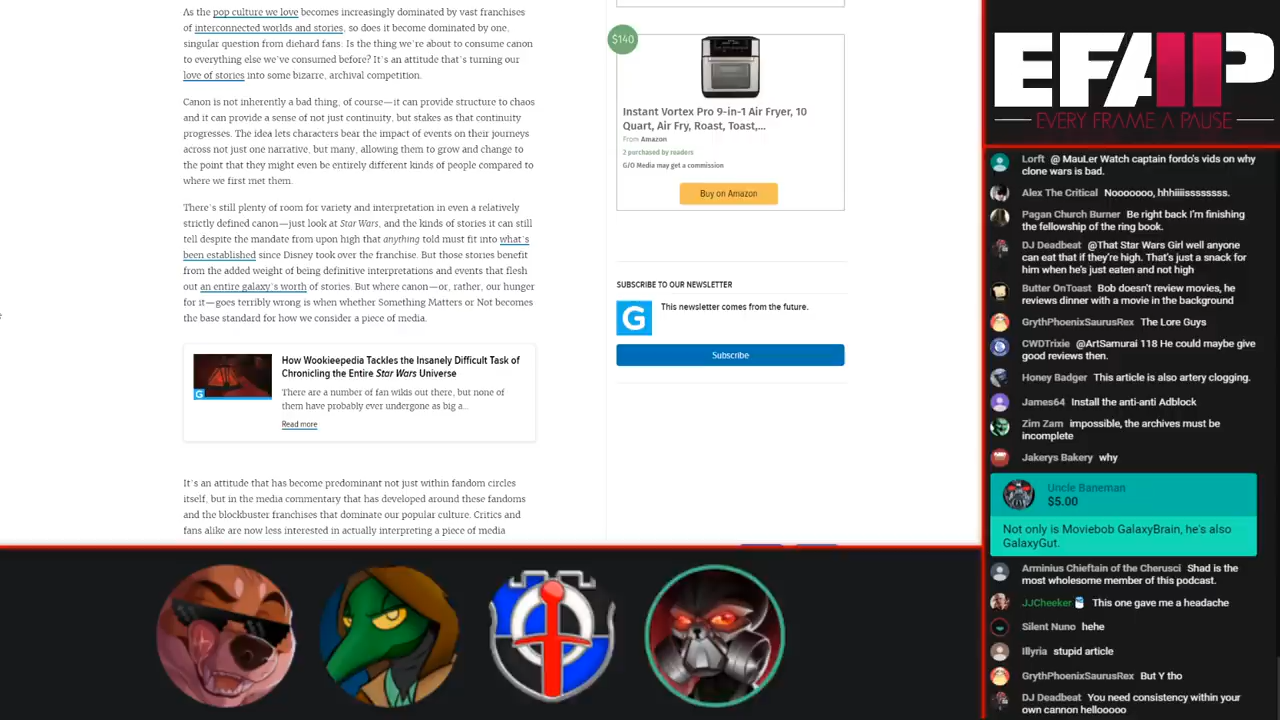 As the pop culture we love becomes increasingly dominated by vast franchises
of interconnected worlds and stories, so does it become dominated by one,
singular question from diehard fans: Is the thing we're about to consume canon
to everything else we've consumed before? It's an attitude that's turning our
love of stories into some bizarre, archival competition.
Canon is not inherently a bad thing, of course—it can provide structure to chaos
and it can provide a sense of not just continuity, but stakes as that continuity
progresses. The idea lets characters bear the impact of events on their journeys
across not just one narrative, but many, allowing them to grow and change to
the point that they might even be entirely different kinds of people compared to
where we first met them.
There's still plenty of room for variety and interpretation in even a relatively
strictly defined canon—just look at Star Wars, and the kinds of stories it can still
tell despite the mandate from upon high that anything told must fit into what's
been established since Disney took over the franchise. But those stories benefit
from the added weight of being definitive interpretations and events that flesh
out an entire galaxy's worth of stories. But where canon—or, rather, our hunger
for it—goes terribly wrong is when whether Something Matters or Not becomes
the base standard for how we consider a piece of media.
G
How Wookieepedia Tackles the Insanely Difficult Task of
Chronicling the Entire Star Wars Universe
There are a number of fan wikis out there, but none of
them have probably ever undergone as big a...
Read more
It's an attitude that has become predominant not just within fandom circles
itself, but in the media commentary that has developed around these fandoms
and the blockbuster franchises that dominate our popular culture. Critics and
fans alike are now less interested in actually interpreting a piece of media
$140
Instant Vortex Pro 9-in-1 Air Fryer, 10
Quart, Air Fry, Roast, Toast,...
From Amazon
2 purchased by readers
G/O Media may get a commission
Buy on Amazon
SUBSCRIBE TO OUR NEWSLETTER
G
This newsletter comes from the future.
Subscribe
EFAP
EVERY FRAME A PAUSE
Lorft @ MauLer Watch captain fordo's vids on why
clone wars is bad.
Alex The Critical Nooooooo, hhhiiiissssssss.
Pagan Church Burner Be right back I'm finishing
the fellowship of the ring book.
DJ Deadbeat @That Star Wars Girl well anyone
can eat that if they're high. That's just a snack for
him when he's just eaten and not high
Butter OnToast Bob doesn't review movies, he
reviews dinner with a movie in the background
GrythPhoenixSaurusRex The Lore Guys
CWDTrixie @ArtSamurai 118 He could maybe give
good reviews then.
Honey Badger This article is also artery clogging.
James64 Install the anti-anti Adblock
Zim Zam impossible, the archives must be
incomplete
Jakerys Bakery why
Uncle Baneman
$5.00
Not only is Moviebob GalaxyBrain, he's also
GalaxyGut.
Arminius Chieftain of the Cherusci Shad is the
most wholesome member of this podcast.
JJCheeker This one gave me a headache
Silent Nuno hehe
Illyria stupid article
GrythPhoenixSaurusRex But Y tho
DJ Deadbeat You need consistency within your
own cannon hellooooo